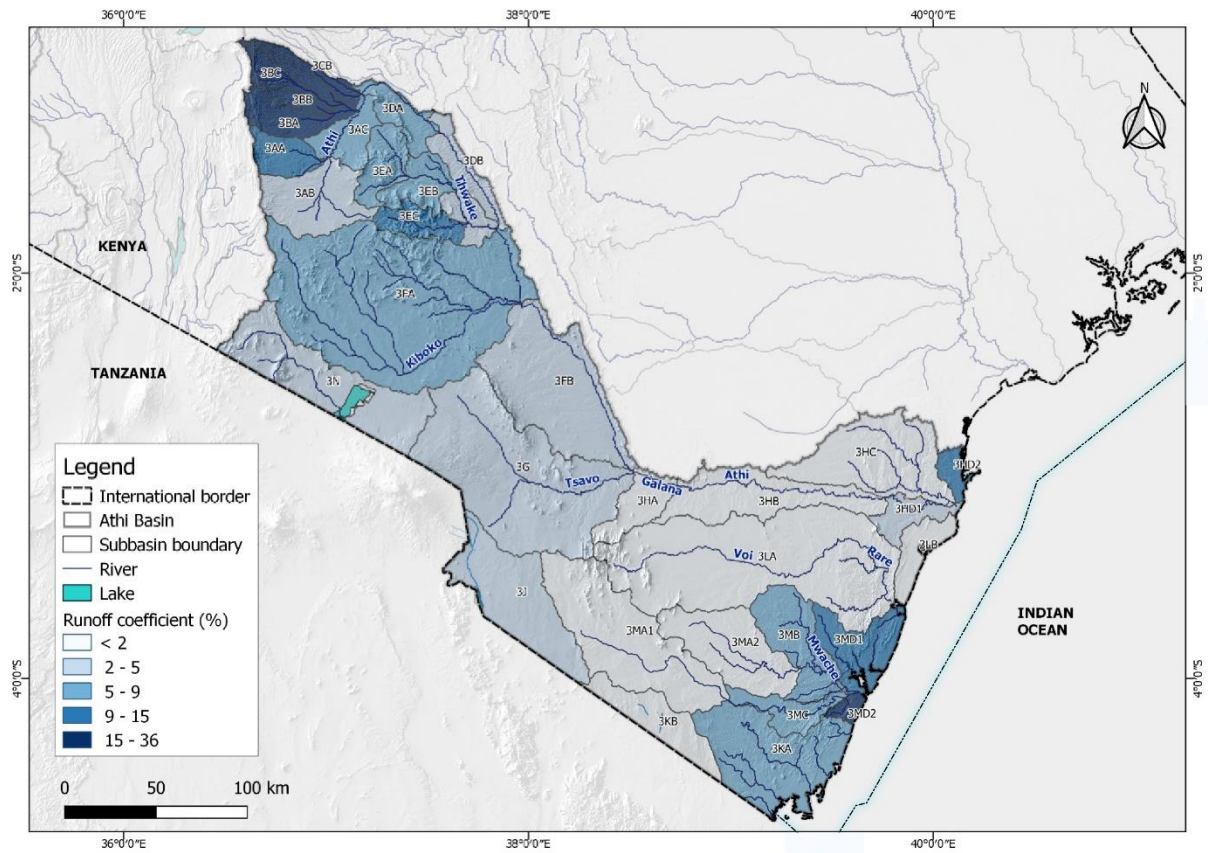 36°0'0"E 38°0'0"E 40°0'0"E
N
3BC
3CB
3BB
3BA
3DA
3AC
Athi
3AA
3DB
3EA
3EB
Thwake
3AB
3EC
KENYA
2°0'0"S
2°0'0"S
3FA
Kiboko
TANZANIA
3N
3FB
3HC
3HD2
3G
Tsavo
Galana
Athi
3HA
3HB
3HD1
3LB
Voi
3LA
Rare
3J
INDIAN
OCEAN
3MA1
3MA2
3MB
3MD1
Mwache
4°0'0"S
4°0'0"S
3KB
3MC
3MD2
3KA
Legend
International border
Athi Basin
Subbasin boundary
River
Lake
Runoff coefficient (%)
< 2
2 - 5
5 - 9
9 - 15
15 - 36
0 50 100 km
36°0'0"E 38°0'0"E 40°0'0"E